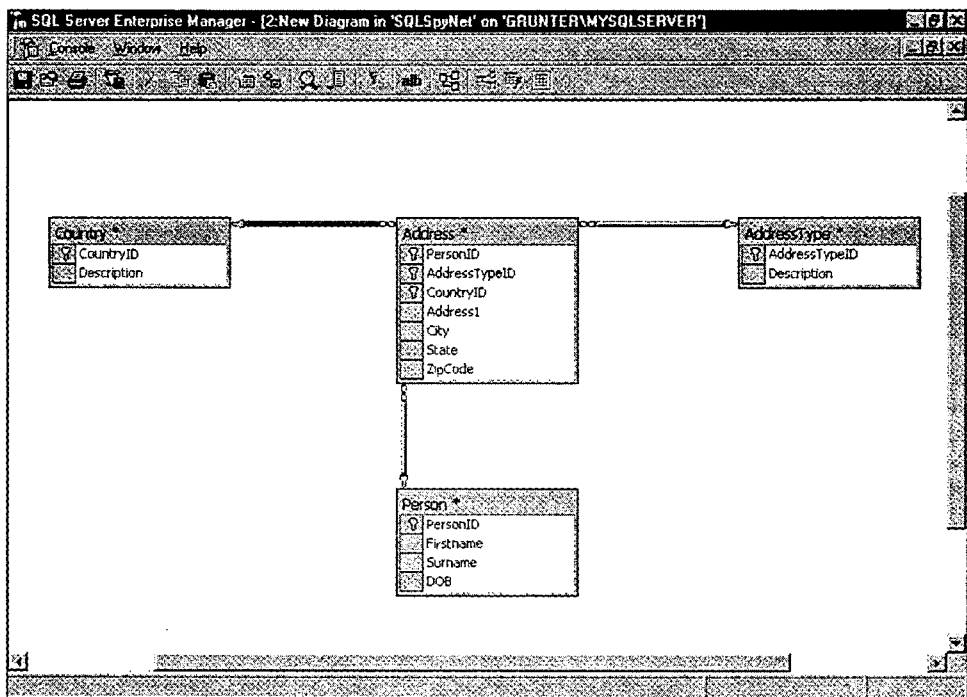 SQL Server Enterprise Manager - [2:New Diagram in 'SQLSpyNet' on 'GRUNTER\MYSQLSERVER']
Console Window Help
ab
Country *
CountryID
Description
Address *
PersonID
AddressTypeID
CountryID
Address1
City
State
ZipCode
AddressType *
AddressTypeID
Description
Person *
PersonID
Firstname
Surname
DOB